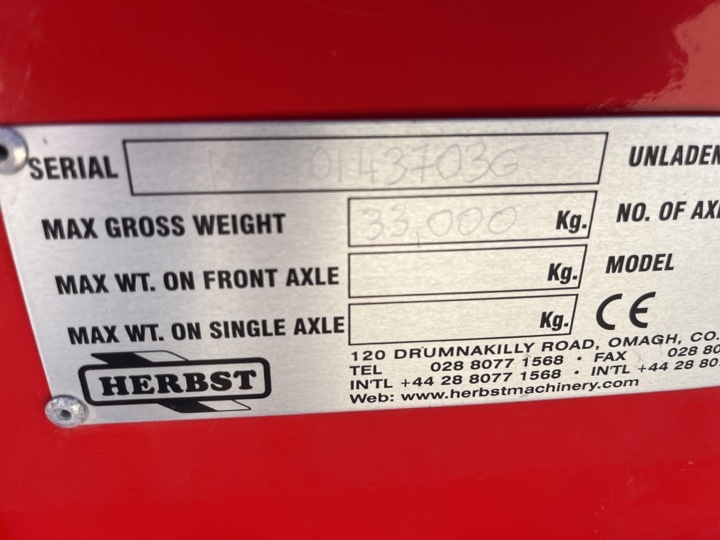 SERIAL 01437036 UNLADEN
MAX GROSS WEIGHT 33,000 Kg. NO. OF AX
MAX WT. ON FRONT AXLE Kg. MODEL
MAX WT. ON SINGLE AXLE Kg. CE
HERBST
120 DRUMNAKILLY ROAD, OMAGH, CO.
TEL 028 8077 1568 • FAX 028 80
IN'TL +44 28 8077 1568 • IN'TL +44 28 80
Web: www.herbstmachinery.com